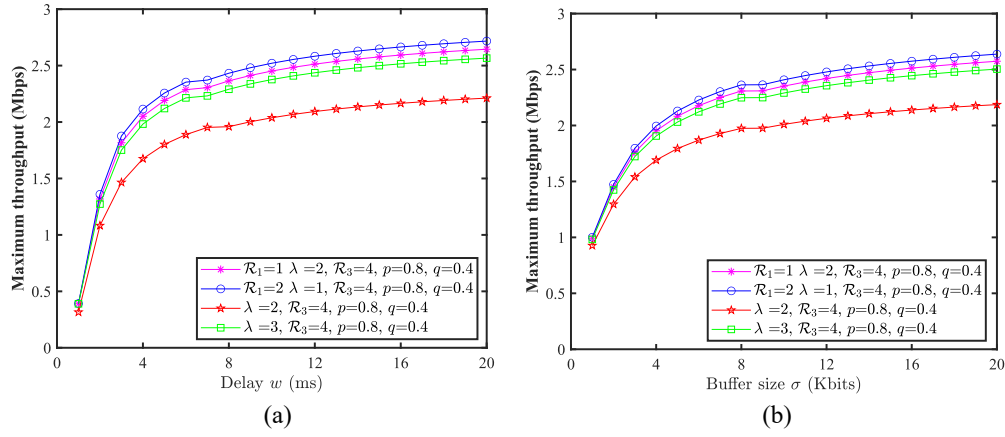 3
2.5
2
1.5
1
0.5
0
Maximum throughput (Mbps)
ℛ₁=1 λ =2, ℛ₃=4, p=0.8, q=0.4
ℛ₁=2 λ =1, ℛ₃=4, p=0.8, q=0.4
λ =2, ℛ₃=4, p=0.8, q=0.4
λ =3, ℛ₃=4, p=0.8, q=0.4
0 4 8 12 16 20
Delay w (ms)
(a)
3
2.5
2
1.5
1
0.5
0
Maximum throughput (Mbps)
ℛ₁=1 λ =2, ℛ₃=4, p=0.8, q=0.4
ℛ₁=2 λ =1, ℛ₃=4, p=0.8, q=0.4
λ =2, ℛ₃=4, p=0.8, q=0.4
λ =3, ℛ₃=4, p=0.8, q=0.4
0 4 8 12 16 20
Buffer size σ (Kbits)
(b)